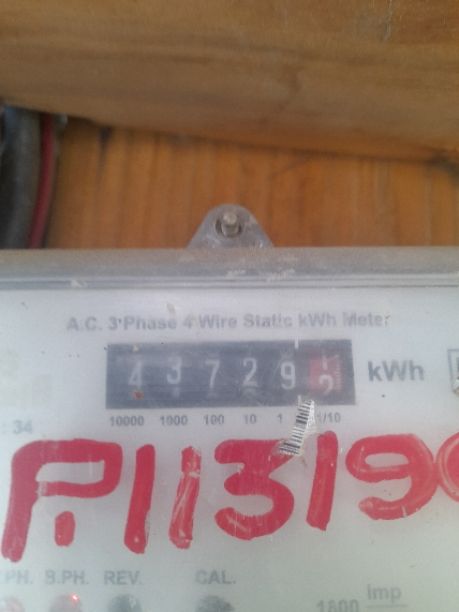 A.C. 3 Phase 4 Wire Static kWh Meter
4 3 7 2 9 2 kWh
10000 1000 100 10 1 1/10
: 34
P.113190
PH. B.PH. REV. CAL.
1600 Imp